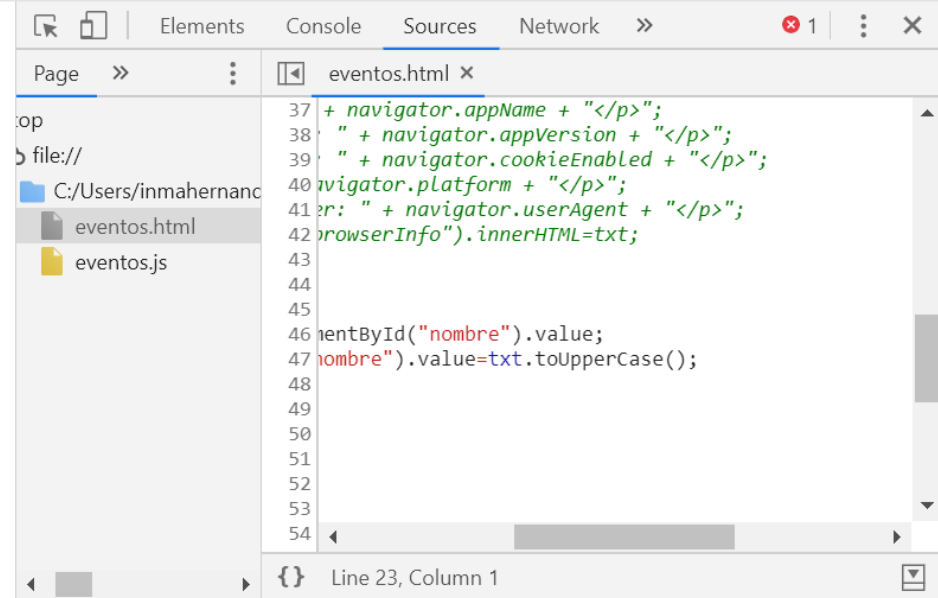 Elements Console Sources Network » 1
Page » eventos.html ×
37 + navigator.appName + "</p>";
38 " + navigator.appVersion + "</p>";
39 " + navigator.cookieEnabled + "</p>";
40 avigator.platform + "</p>";
41 er: " + navigator.userAgent + "</p>";
42 browserInfo").innerHTML=txt;
43
44
45
46 mentById("nombre").value;
47 nombre").value=txt.toUpperCase();
48
49
50
51
52
53
54
top
file://
C:/Users/inmahernanc
eventos.html
eventos.js
{} Line 23, Column 1